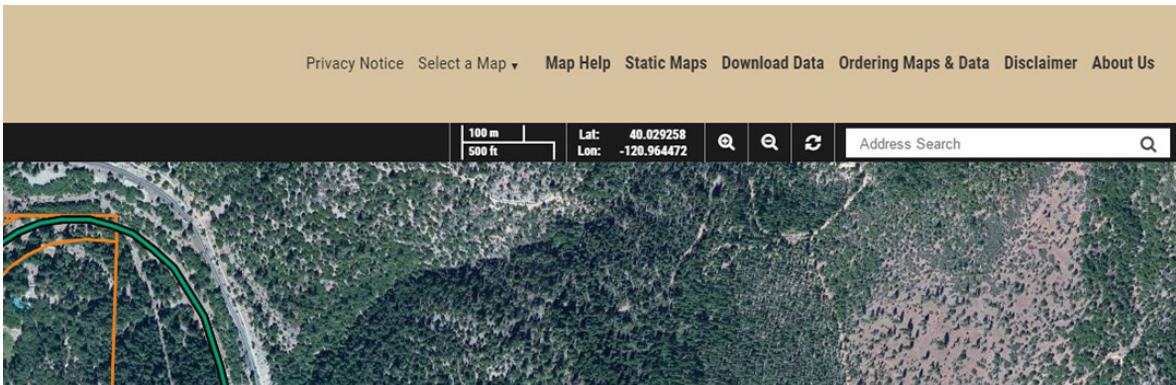 Privacy Notice Select a Map ▾ Map Help Static Maps Download Data Ordering Maps & Data Disclaimer About Us
100 m
500 ft
Lat: 40.029258
Lon: -120.964472
Address Search